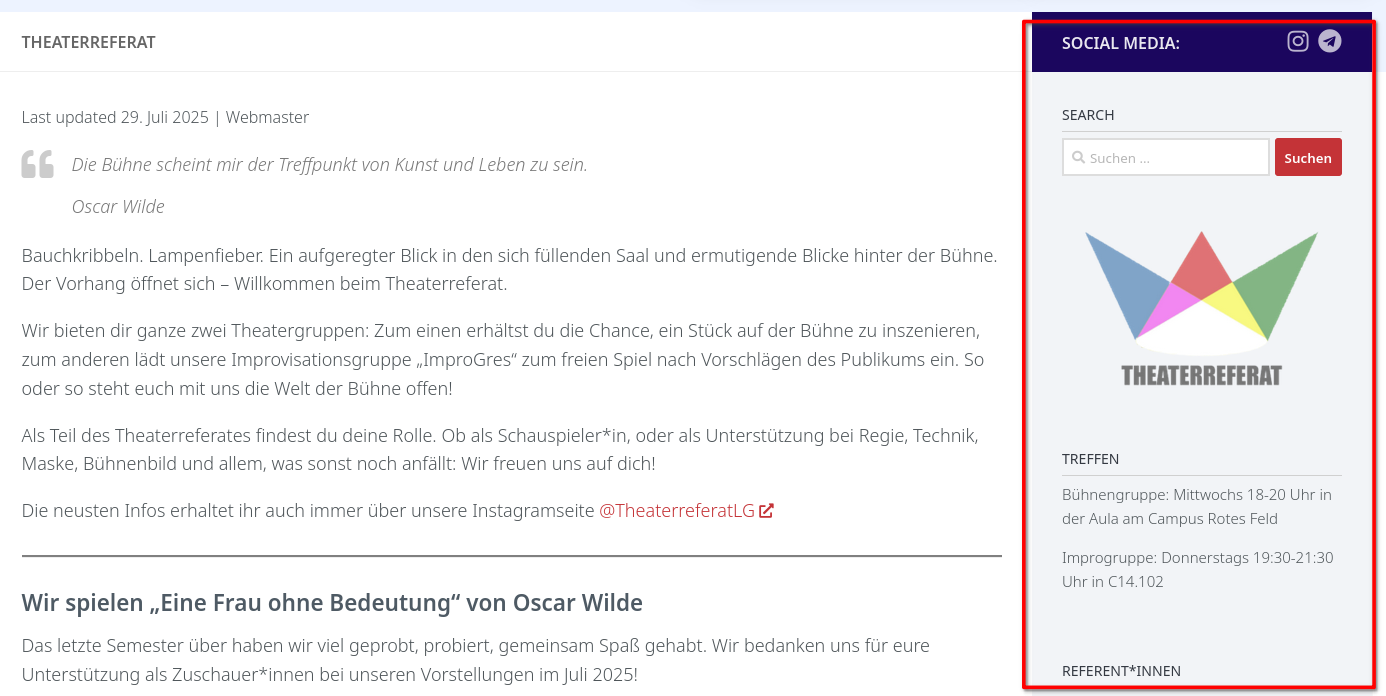 THEATERREFERAT
Last updated 29. Juli 2025 | Webmaster
Die Bühne scheint mir der Treffpunkt von Kunst und Leben zu sein.
Oscar Wilde
Bauchkribbeln. Lampenfieber. Ein aufgeregter Blick in den sich füllenden Saal und ermutigende Blicke hinter der Bühne.
Der Vorhang öffnet sich – Willkommen beim Theaterreferat.
Wir bieten dir ganze zwei Theatergruppen: Zum einen erhältst du die Chance, ein Stück auf der Bühne zu inszenieren,
zum anderen lädt unsere Improvisationsgruppe „ImproGres“ zum freien Spiel nach Vorschlägen des Publikums ein. So
oder so steht euch mit uns die Welt der Bühne offen!
Als Teil des Theaterreferates findest du deine Rolle. Ob als Schauspieler*in, oder als Unterstützung bei Regie, Technik,
Maske, Bühnenbild und allem, was sonst noch anfällt: Wir freuen uns auf dich!
Die neusten Infos erhaltet ihr auch immer über unsere Instagramseite @TheaterreferatLG
Wir spielen „Eine Frau ohne Bedeutung“ von Oscar Wilde
Das letzte Semester über haben wir viel geprobt, probiert, gemeinsam Spaß gehabt. Wir bedanken uns für eure
Unterstützung als Zuschauer*innen bei unseren Vorstellungen im Juli 2025!
SOCIAL MEDIA:
SEARCH
Suchen …
Suchen
THEATERREFERAT
TREFFEN
Bühnengruppe: Mittwochs 18-20 Uhr in
der Aula am Campus Rotes Feld
Improgruppe: Donnerstags 19:30-21:30
Uhr in C14.102
REFERENT*INNEN